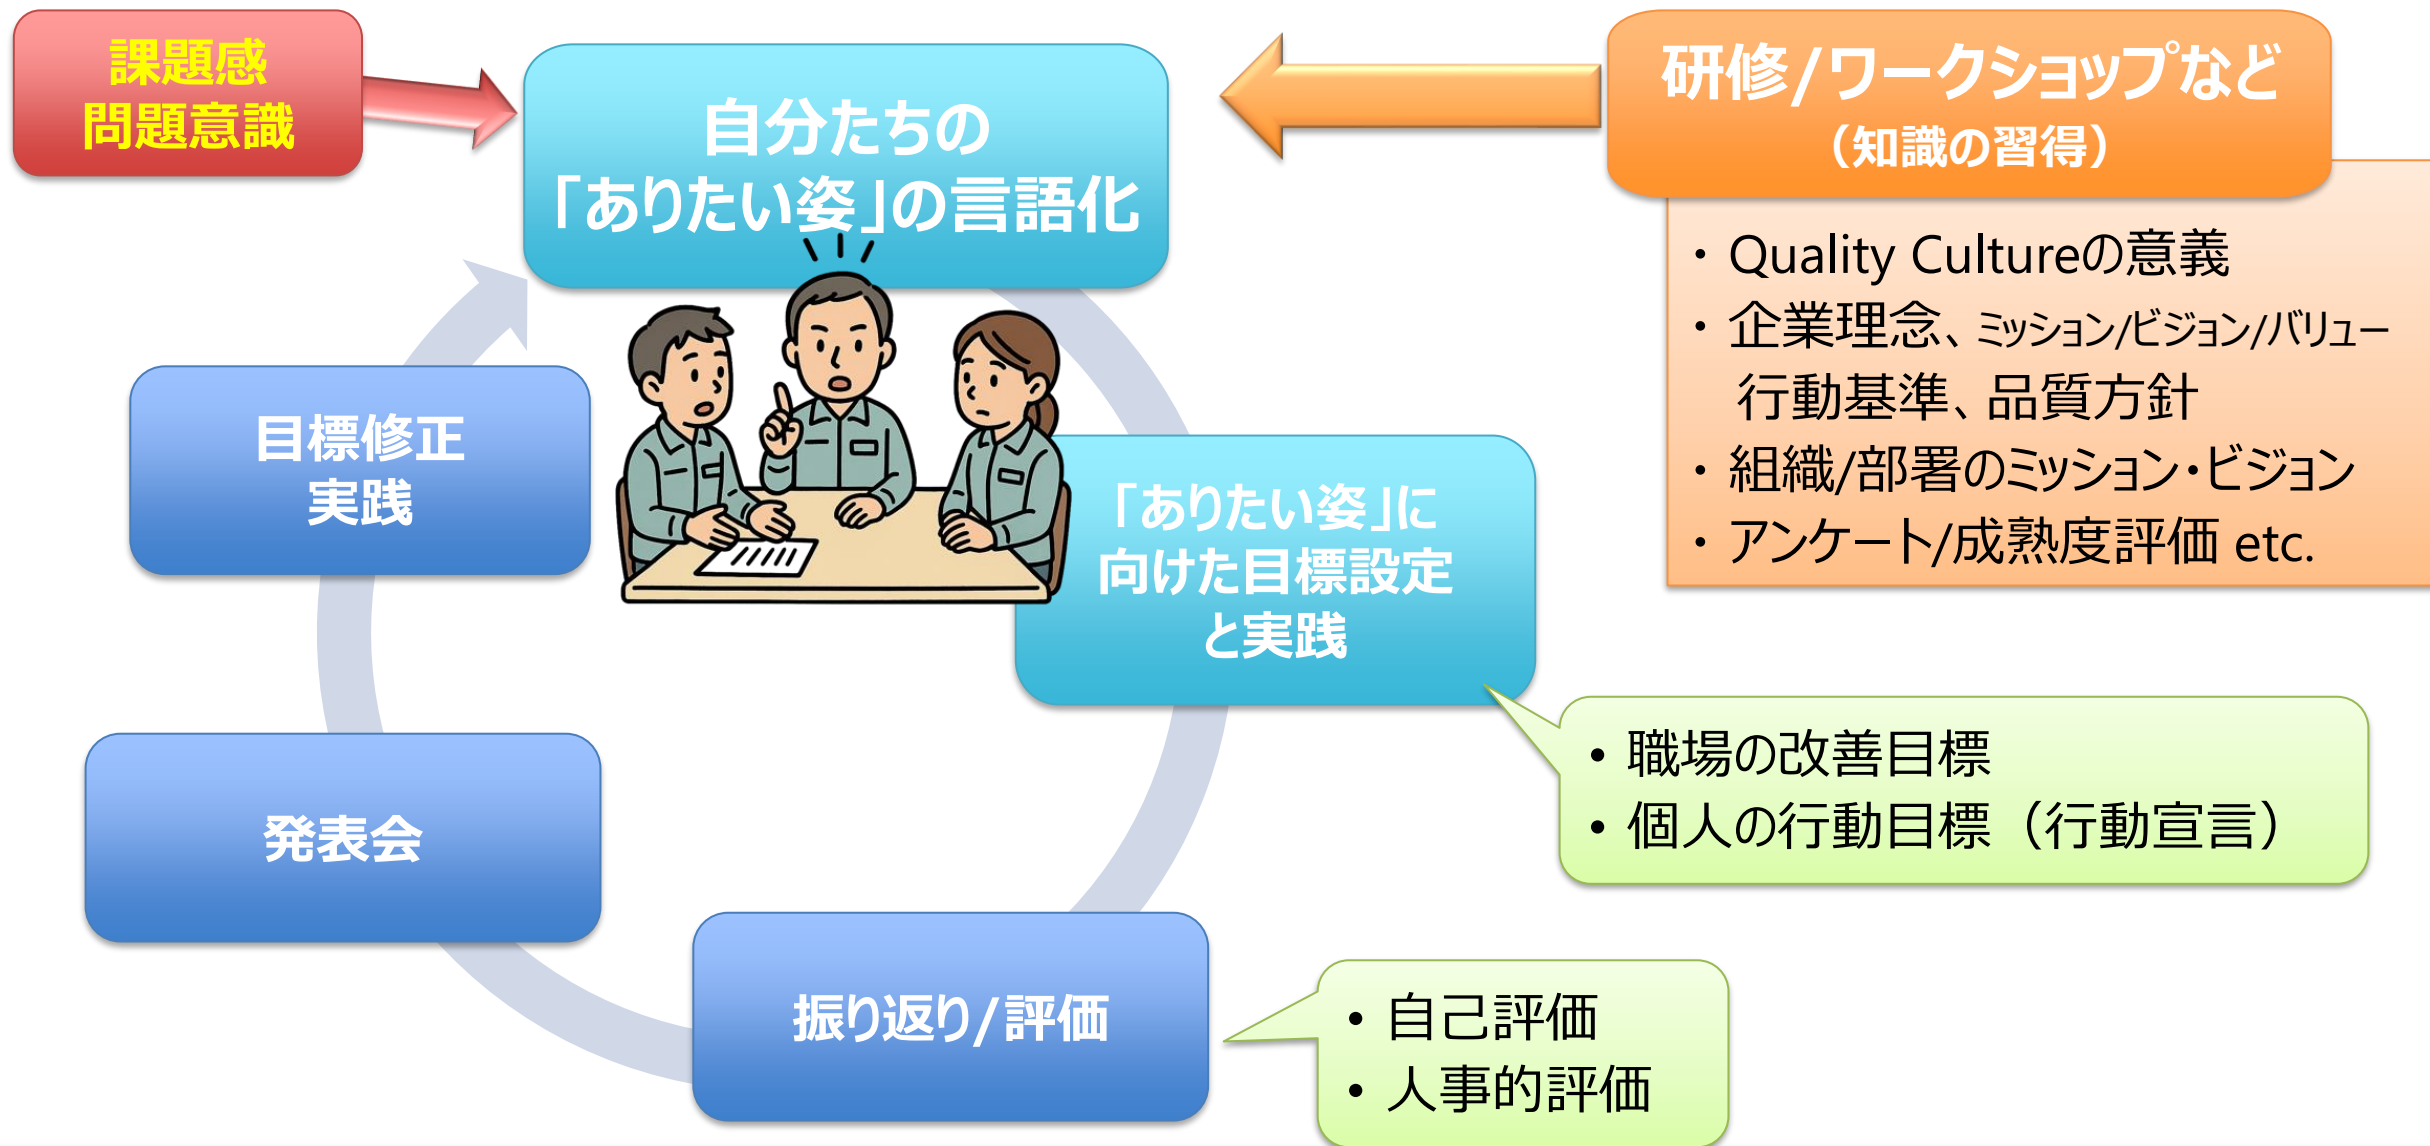 課題感
問題意識
自分たちの
「ありたい姿」の言語化
研修/ワークショップなど
（知識の習得）
・Quality Cultureの意義
・企業理念、ミッション/ビジョン/バリュー
行動基準、品質方針
・組織/部署のミッション・ビジョン
・アンケート/成熟度評価 etc.
「ありたい姿」に
向けた目標設定
と実践
• 職場の改善目標
• 個人の行動目標（行動宣言）
振り返り/評価
• 自己評価
• 人事的評価
発表会
目標修正
実践